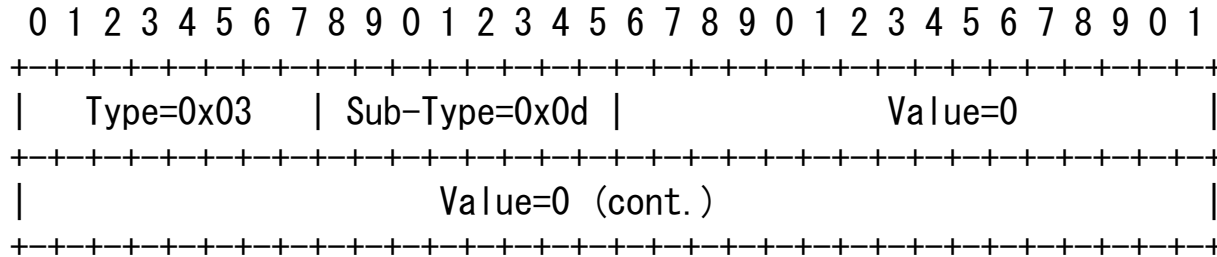 0 1 2 3 4 5 6 7 8 9 0 1 2 3 4 5 6 7 8 9 0 1 2 3 4 5 6 7 8 9 0 1
+-+-+-+-+-+-+-+-+-+-+-+-+-+-+-+-+-+-+-+-+-+-+-+-+-+-+-+-+-+-+-+-+
|   Type=0x03   | Sub-Type=0x0d |            Value=0            |
+-+-+-+-+-+-+-+-+-+-+-+-+-+-+-+-+-+-+-+-+-+-+-+-+-+-+-+-+-+-+-+-+
|                       Value=0 (cont.)                         |
+-+-+-+-+-+-+-+-+-+-+-+-+-+-+-+-+-+-+-+-+-+-+-+-+-+-+-+-+-+-+-+-+